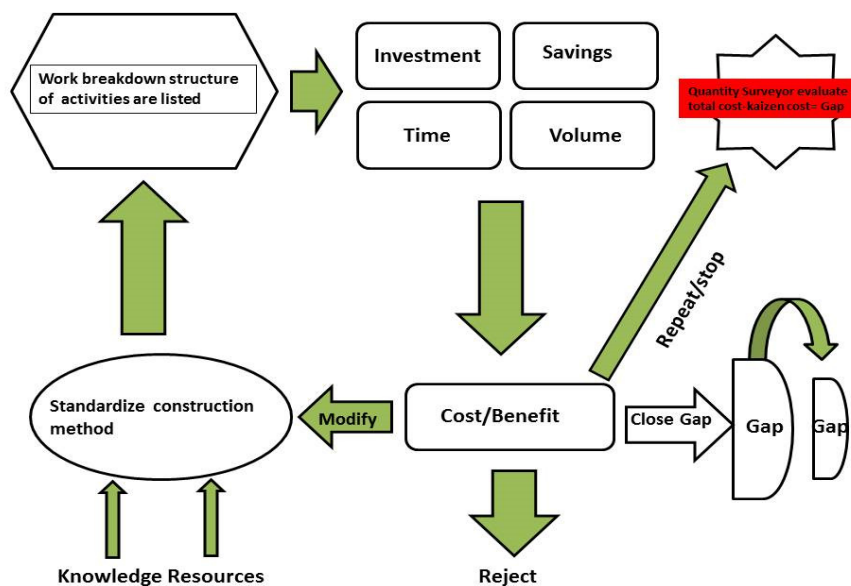 Work breakdown structure
of activities are listed
Investment
Savings
Time
Volume
Quantity Surveyor evaluate
total cost-kaizen cost= Gap
Repeat/stop
Standardize construction
method
Modify
Cost/Benefit
Close Gap
Gap
Gap
Knowledge Resources
Reject